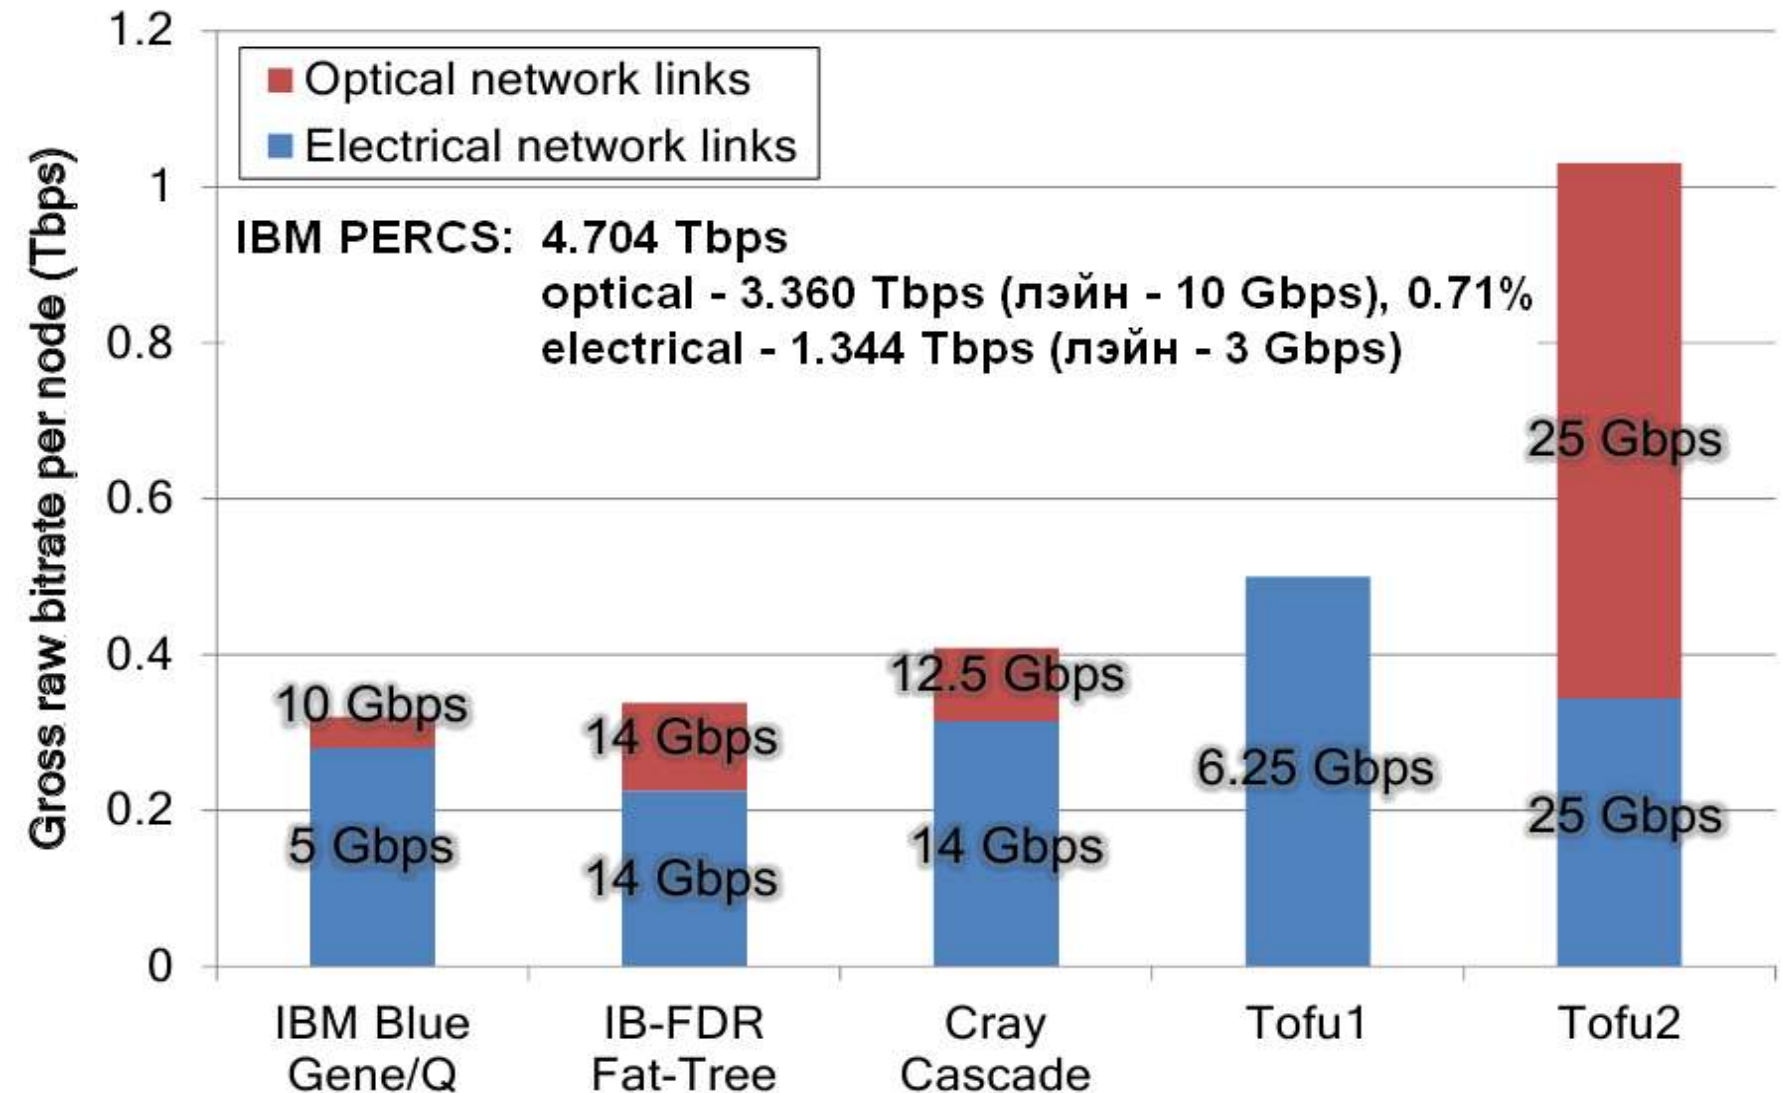 Gross raw bitrate per node (Tbps)
1.2
1
0.8
0.6
0.4
0.2
0
Optical network links
Electrical network links
IBM PERCS: 4.704 Tbps
optical - 3.360 Tbps (лэйн - 10 Gbps), 0.71%
electrical - 1.344 Tbps (лэйн - 3 Gbps)
10 Gbps
5 Gbps
14 Gbps
14 Gbps
12.5 Gbps
14 Gbps
6.25 Gbps
25 Gbps
25 Gbps
IBM Blue
Gene/Q
IB-FDR
Fat-Tree
Cray
Cascade
Tofu1
Tofu2